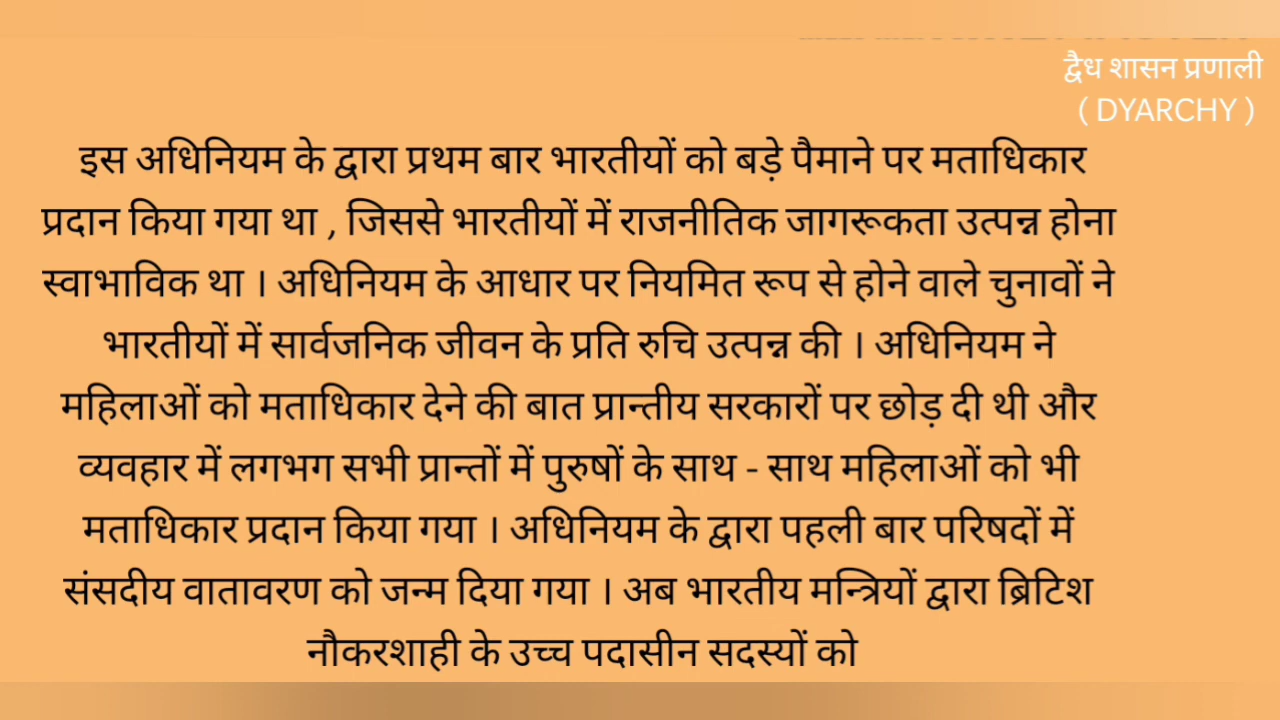 द्वैध शासन प्रणाली
( DYARCHY )
इस अधिनियम के द्वारा प्रथम बार भारतीयों को बड़े पैमाने पर मताधिकार
प्रदान किया गया था , जिससे भारतीयों में राजनीतिक जागरूकता उत्पन्न होना
स्वाभाविक था । अधिनियम के आधार पर नियमित रूप से होने वाले चुनावों ने
भारतीयों में सार्वजनिक जीवन के प्रति रुचि उत्पन्न की । अधिनियम ने
महिलाओं को मताधिकार देने की बात प्रान्तीय सरकारों पर छोड़ दी थी और
व्यवहार में लगभग सभी प्रान्तों में पुरुषों के साथ - साथ महिलाओं को भी
मताधिकार प्रदान किया गया । अधिनियम के द्वारा पहली बार परिषदों में
संसदीय वातावरण को जन्म दिया गया । अब भारतीय मन्त्रियों द्वारा ब्रिटिश
नौकरशाही के उच्च पदासीन सदस्यों को